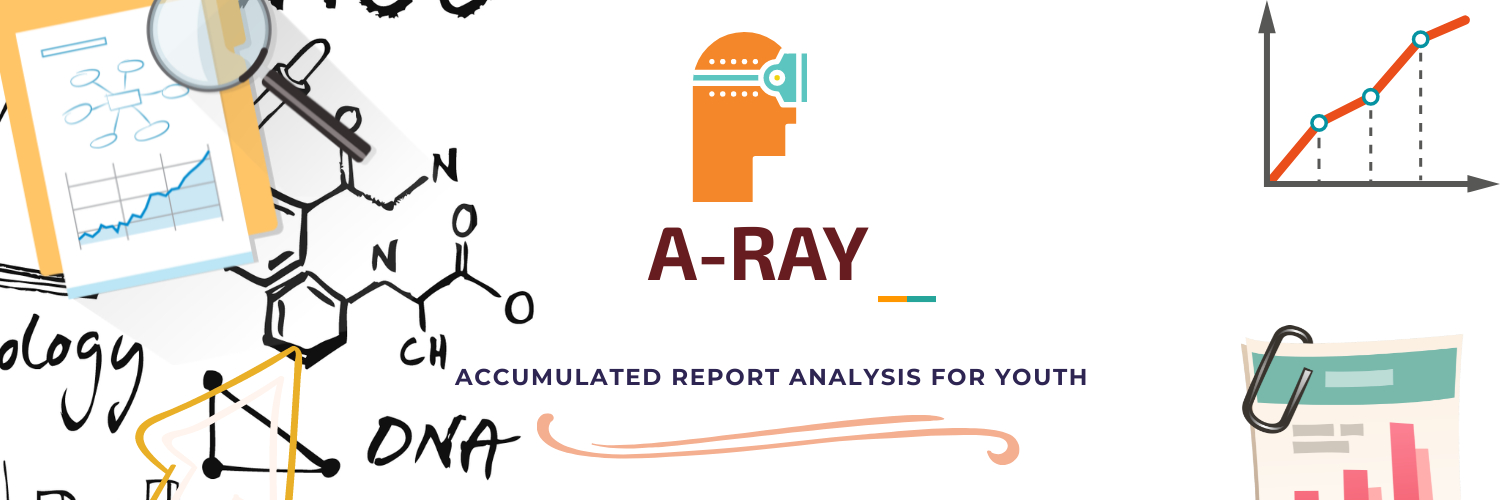 A-RAY
ACCUMULATED REPORT ANALYSIS FOR YOUTH
O
N
O
N
O
CH
ology
DNA